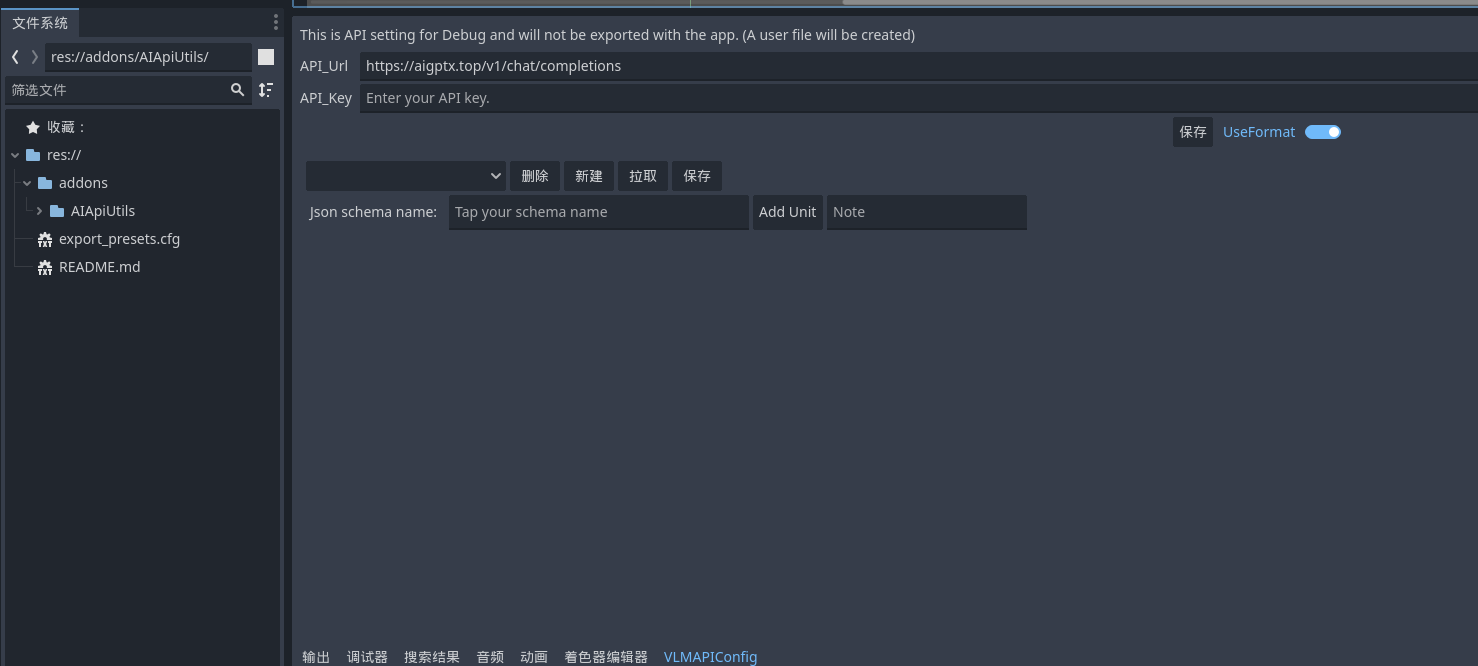 文件系统
res://addons/AIApiUtils/
筛选文件
收藏：
res://
addons
AIApiUtils
export_presets.cfg
README.md
This is API setting for Debug and will not be exported with the app. (A user file will be created)
API_Url https://aigptx.top/v1/chat/completions
API_Key Enter your API key.
保存 UseFormat
删除 新建 拉取 保存
Json schema name: Tap your schema name Add Unit Note
输出 调试器 搜索结果 音频 动画 着色器编辑器 VLMAPIConfig